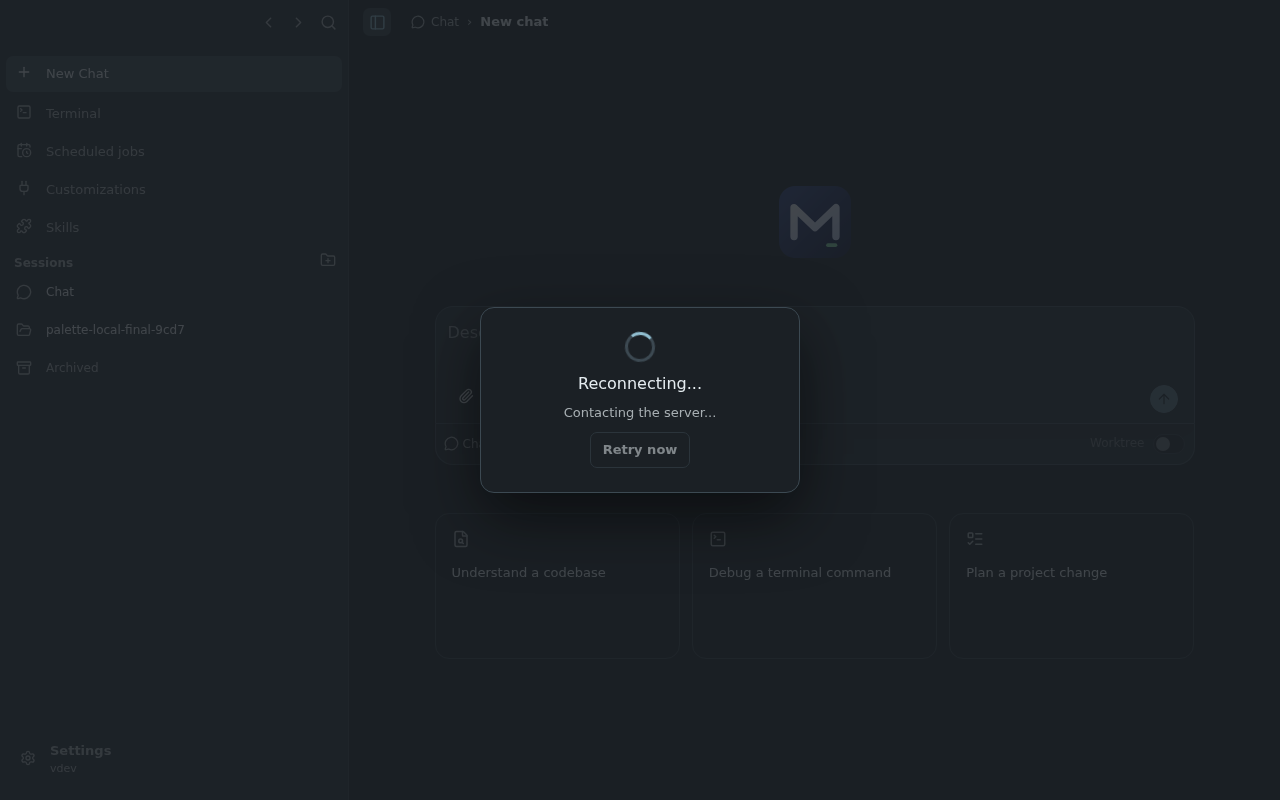 Chat › New chat
New Chat
Terminal
Scheduled jobs
Customizations
Skills
Sessions
Chat
palette-local-final-9cd7
Archived
Settings
vdev
Reconnecting...
Contacting the server...
Retry now
Worktree
Understand a codebase
Debug a terminal command
Plan a project change